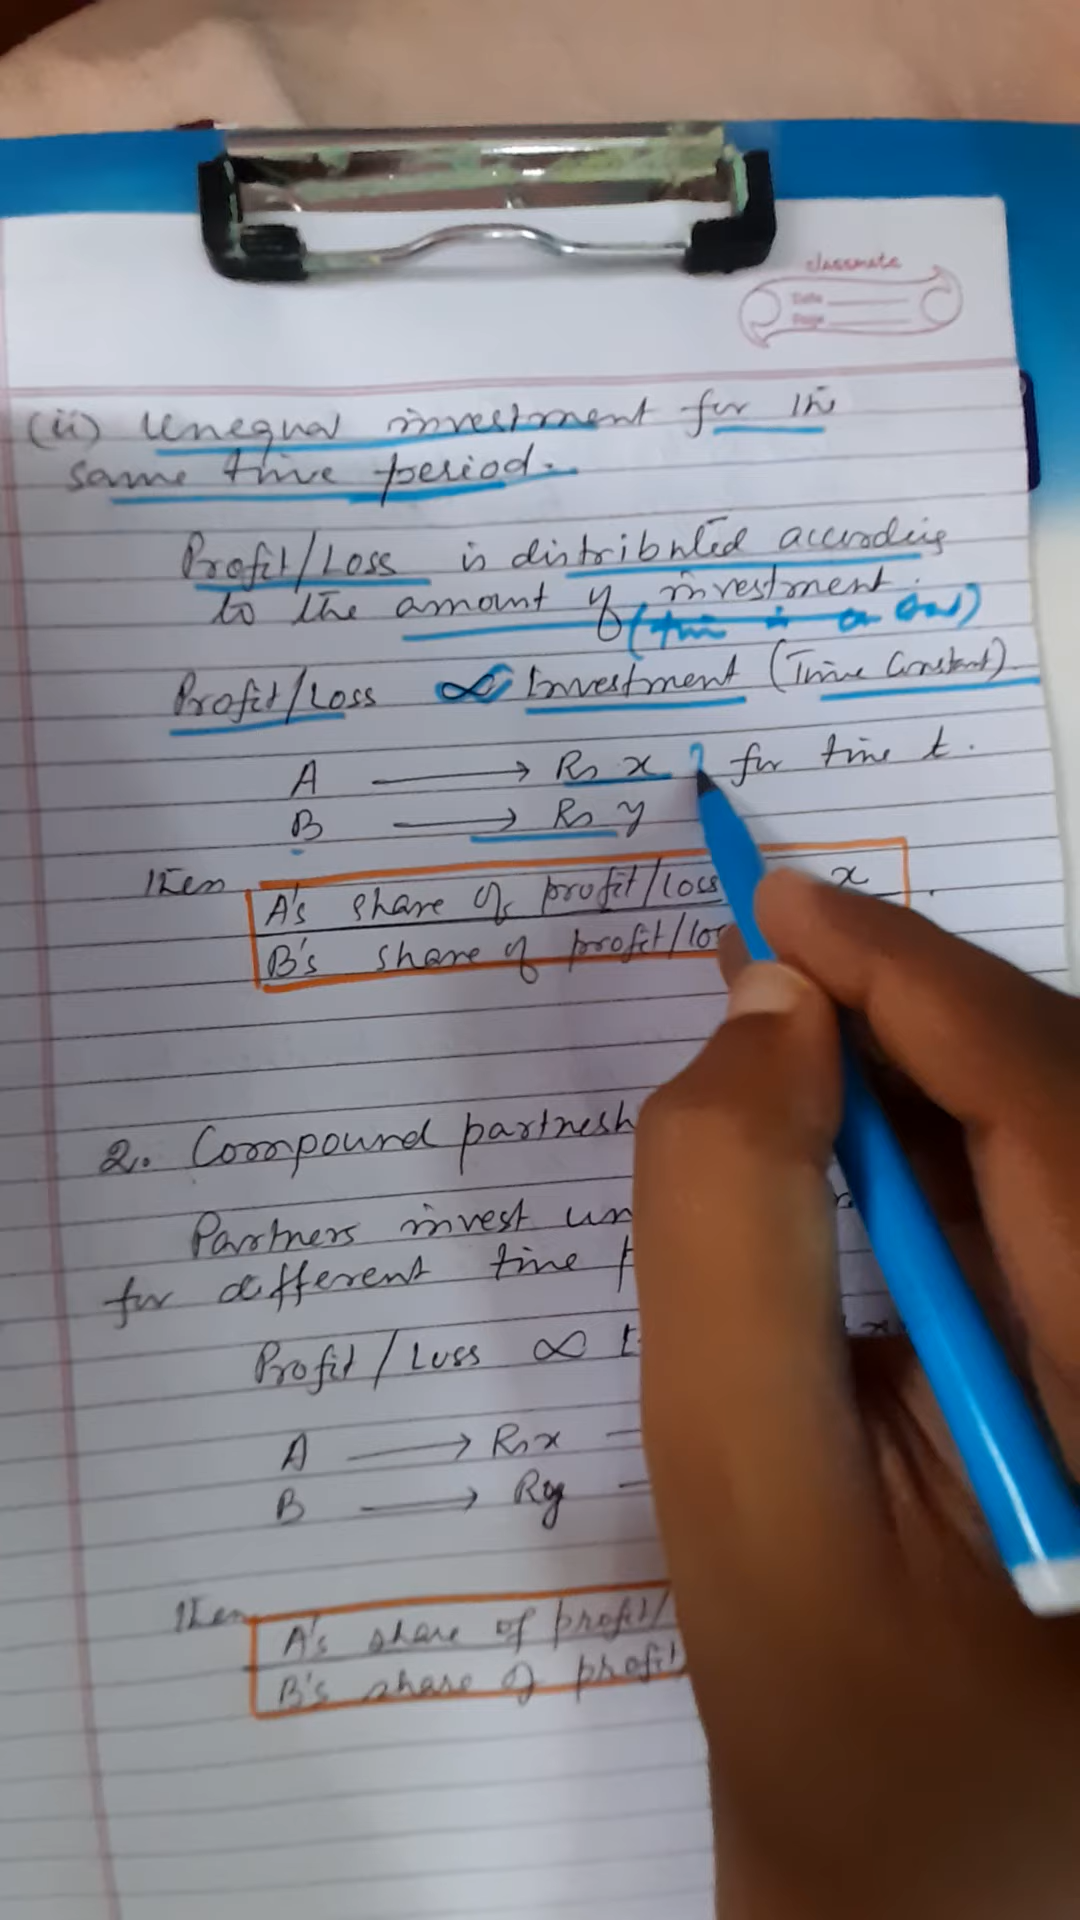 classmate
Date
Page
(ii) Unequal investment for the
same time period.
Profit/Loss is distributed according
to the amount of investment.
Profit/Loss ∝ Investment (Time Constant)
A → Rs x for time t.
B → Rs y
Then
A's share of profit/loss x
B's share of profit/los
2. Compound partnersh
Partners invest un
for different time p
Profit/Loss ∝ I
A → Rs x
B → Rs y
Then
A's share of profit/
B's share of profit